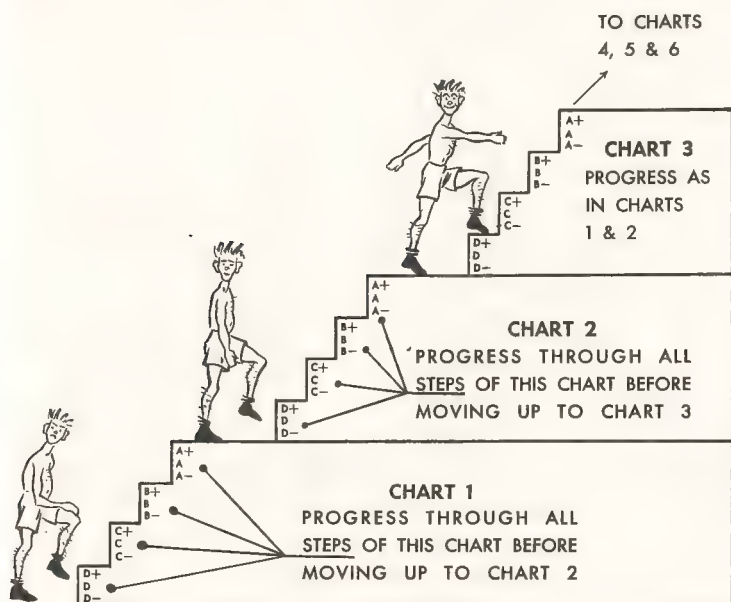 TO CHARTS
4, 5 & 6
A+
A
A-
B+
B
B-
C+
C
C-
D+
D
D-
CHART 3
PROGRESS AS
IN CHARTS
1 & 2
A+
A
A-
B+
B
B-
C+
C
C-
D+
D
D-
CHART 2
PROGRESS THROUGH ALL
STEPS OF THIS CHART BEFORE
MOVING UP TO CHART 3
A+
A
A-
B+
B
B-
C+
C
C-
D+
D
D-
CHART 1
PROGRESS THROUGH ALL
STEPS OF THIS CHART BEFORE
MOVING UP TO CHART 2